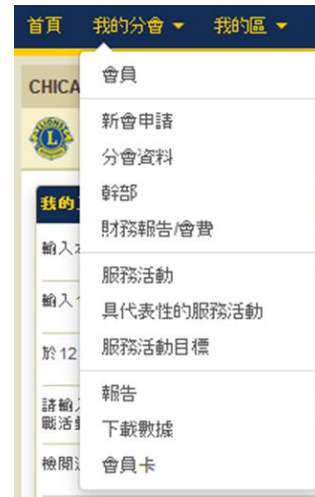 首頁 我的分會 我的區
CHICA
會員
新會申請
分會資料
幹部
我的
財務報告/會費
輸入
服務活動
輸入
具代表性的服務活動
於12
服務活動目標
請輸入
戰活動
報告
下載數據
檢閱
會員卡